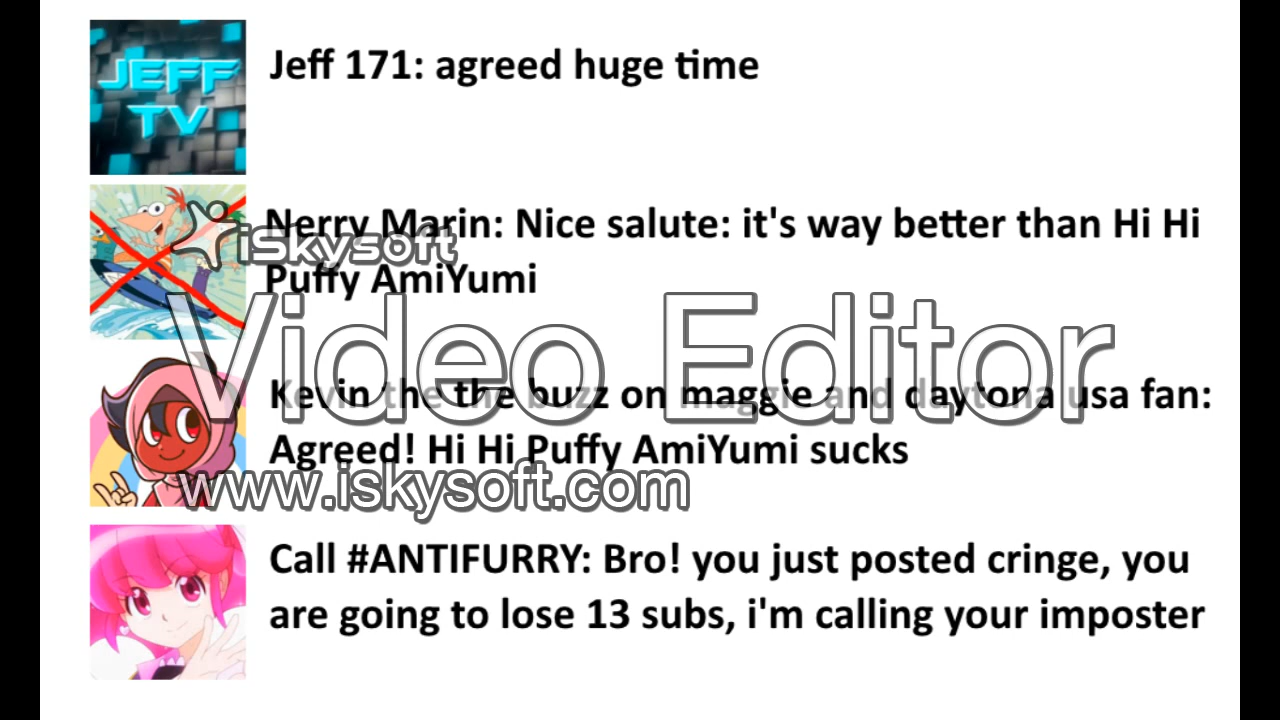 JEFF
TV
Jeff 171: agreed huge time
Nerry Marin: Nice salute: it's way better than Hi Hi
iSkysoft
Puffy AmiYumi
Video Editor
Kevin the the buzz on maggie and daytona usa fan:
Agreed! Hi Hi Puffy AmiYumi sucks
www.iskysoft.com
Call #ANTIFURRY: Bro! you just posted cringe, you
are going to lose 13 subs, i'm calling your imposter